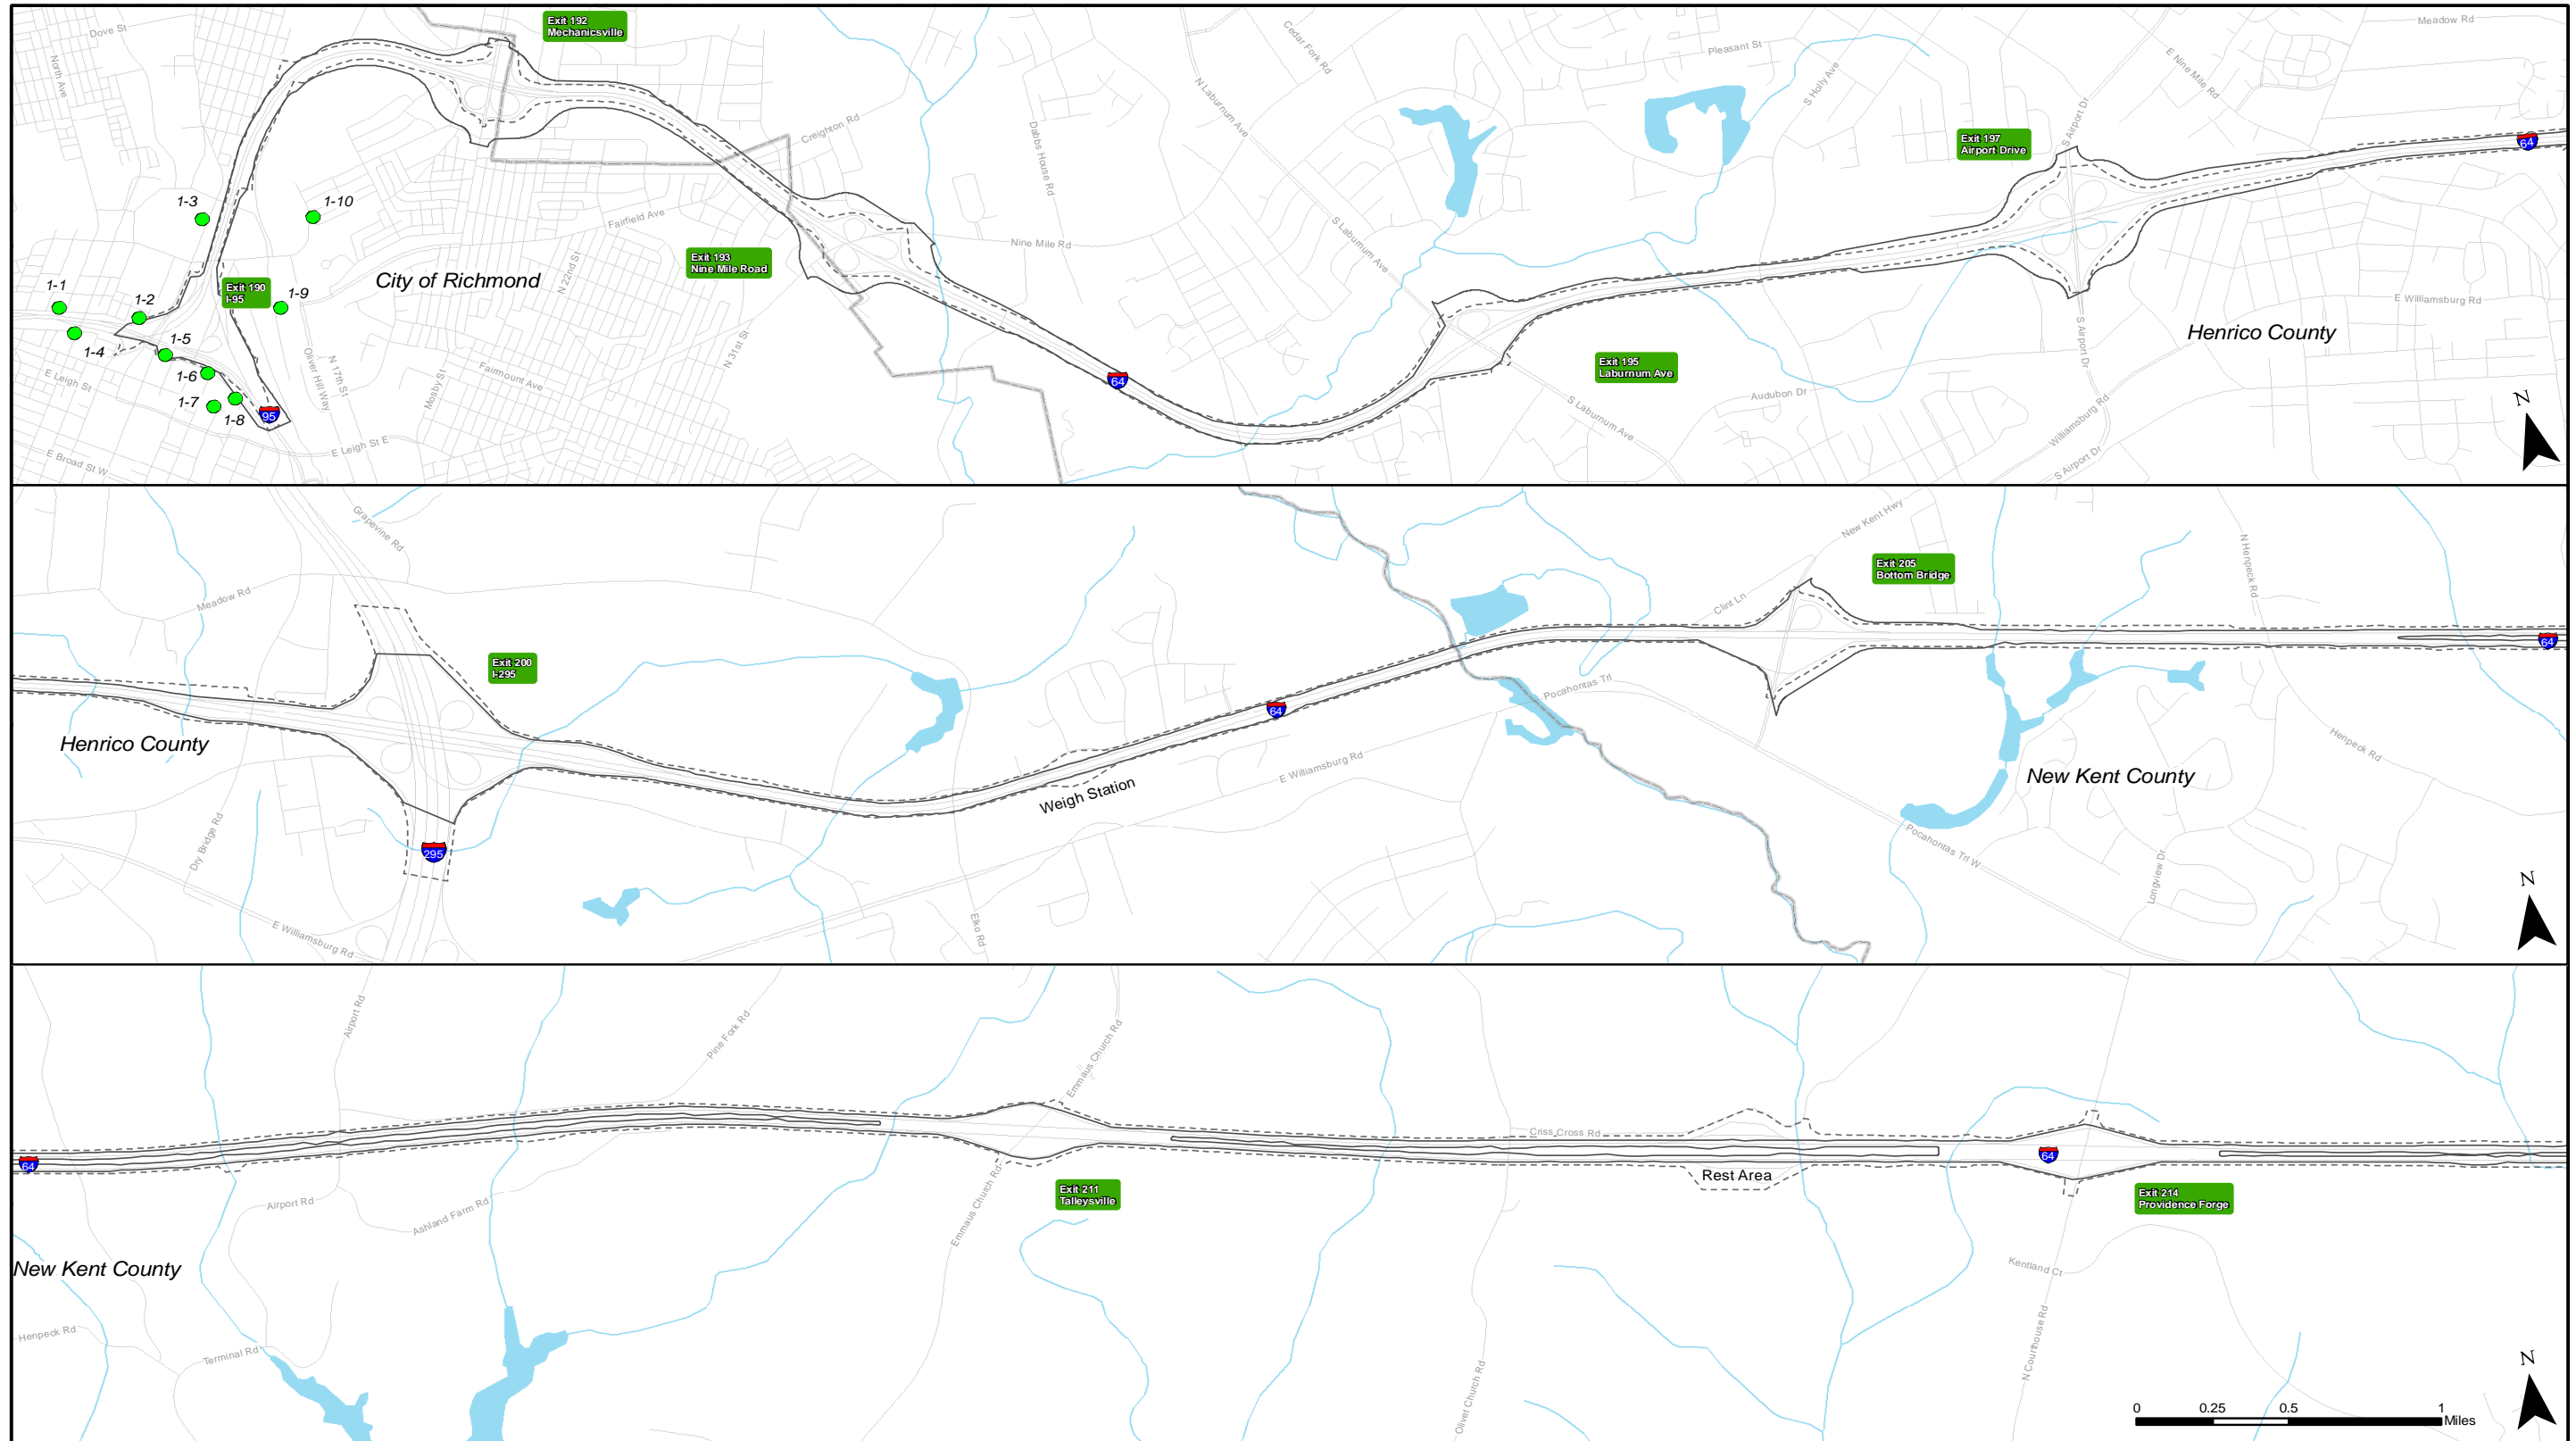 Exit 192
Mechanicsville
Dove St
North Ave
Meadow Rd
Cedar Fork Rd
Pleasant St
E Nine Mile Rd
N Laburnum Ave
S Holly Ave
S Airport Dr
Creighton Rd
Dabbs House Rd
Exit 197
Airport Drive
64
1-3
1-10
Fairfield Ave
Nine Mile Rd
S Laburnum Ave
Exit 193
Nine Mile Road
City of Richmond
N 22nd St
1-1
1-2
Exit 190
I-95
1-9
E Williamsburg Rd
Henrico County
1-4
1-5
Oliver Hill Way
N 17th St
N 31st St
S Airport Dr
Exit 195
Laburnum Ave
1-6
E Leigh St
Mosby St
Fairmount Ave
64
Audubon Dr
1-7
1-8
95
S Laburnum Ave
Williamsburg Rd
N
E Leigh St E
E Broad St W
S Airport Dr
Grapevine Rd
New Kent Hwy
N Henpeck Rd
Exit 205
Bottom Bridge
Meadow Rd
Clint Ln
64
Exit 200
I-295
Pocahontas Trl
64
Henrico County
Henpeck Rd
E Williamsburg Rd
New Kent County
Weigh Station
Dry Bridge Rd
295
Pocahontas Trl W
Longview Dr
N
Elko Rd
E Williamsburg Rd
Airport Rd
Pine Fork Rd
Emmaus Church Rd
Criss Cross Rd
64
64
Rest Area
Exit 211
Talleysville
Exit 214
Providence Forge
Airport Rd
Ashland Farm Rd
Emmaus Church Rd
New Kent County
Kentland Ct
Henpeck Rd
Terminal Rd
Olivet Church Rd
N Courthouse Rd
N
0 0.25 0.5 1
Miles